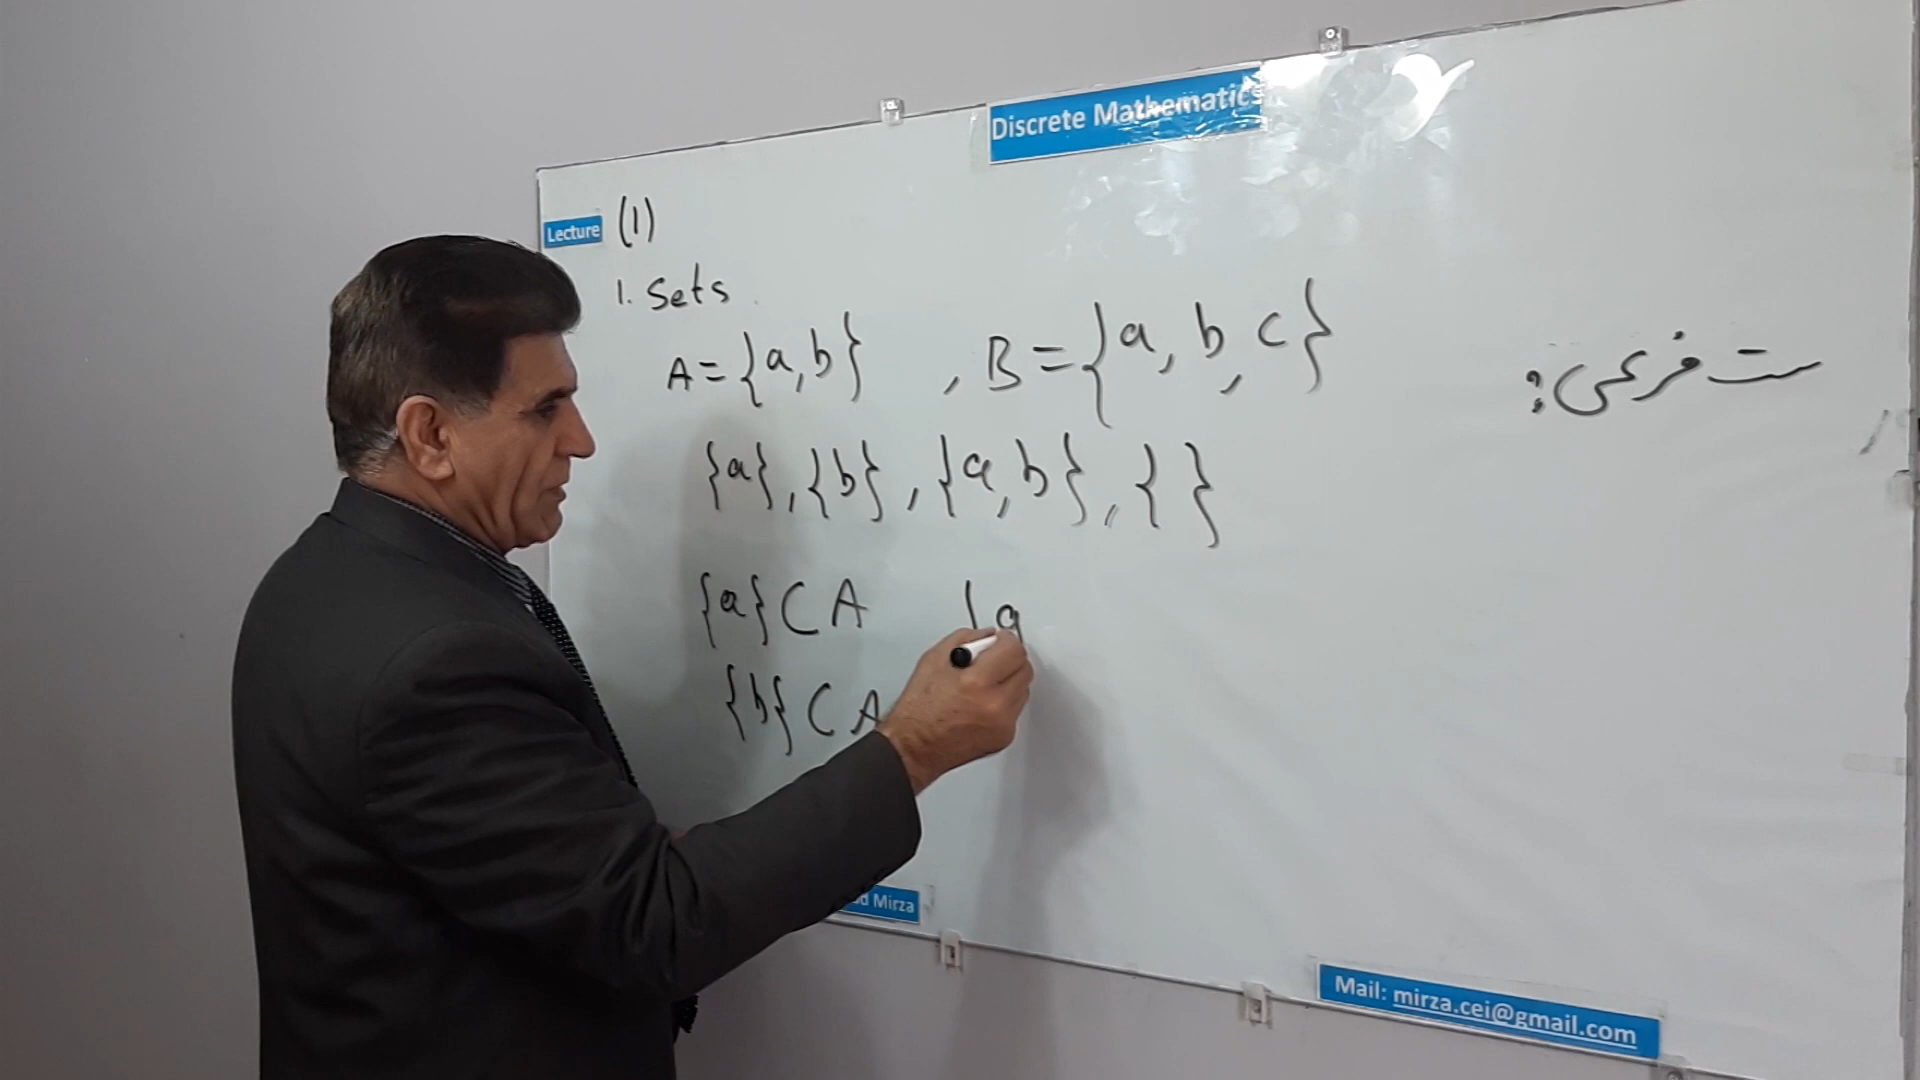 Discrete Mathematics
Lecture (1)
1. Sets
A = {a, b} , B = {a, b, c}
ست فرعی:
{a}, {b}, {a, b}, { }
{a} ⊂ A {a
{b} ⊂ A
Mirza
Mail: mirza.cei@gmail.com